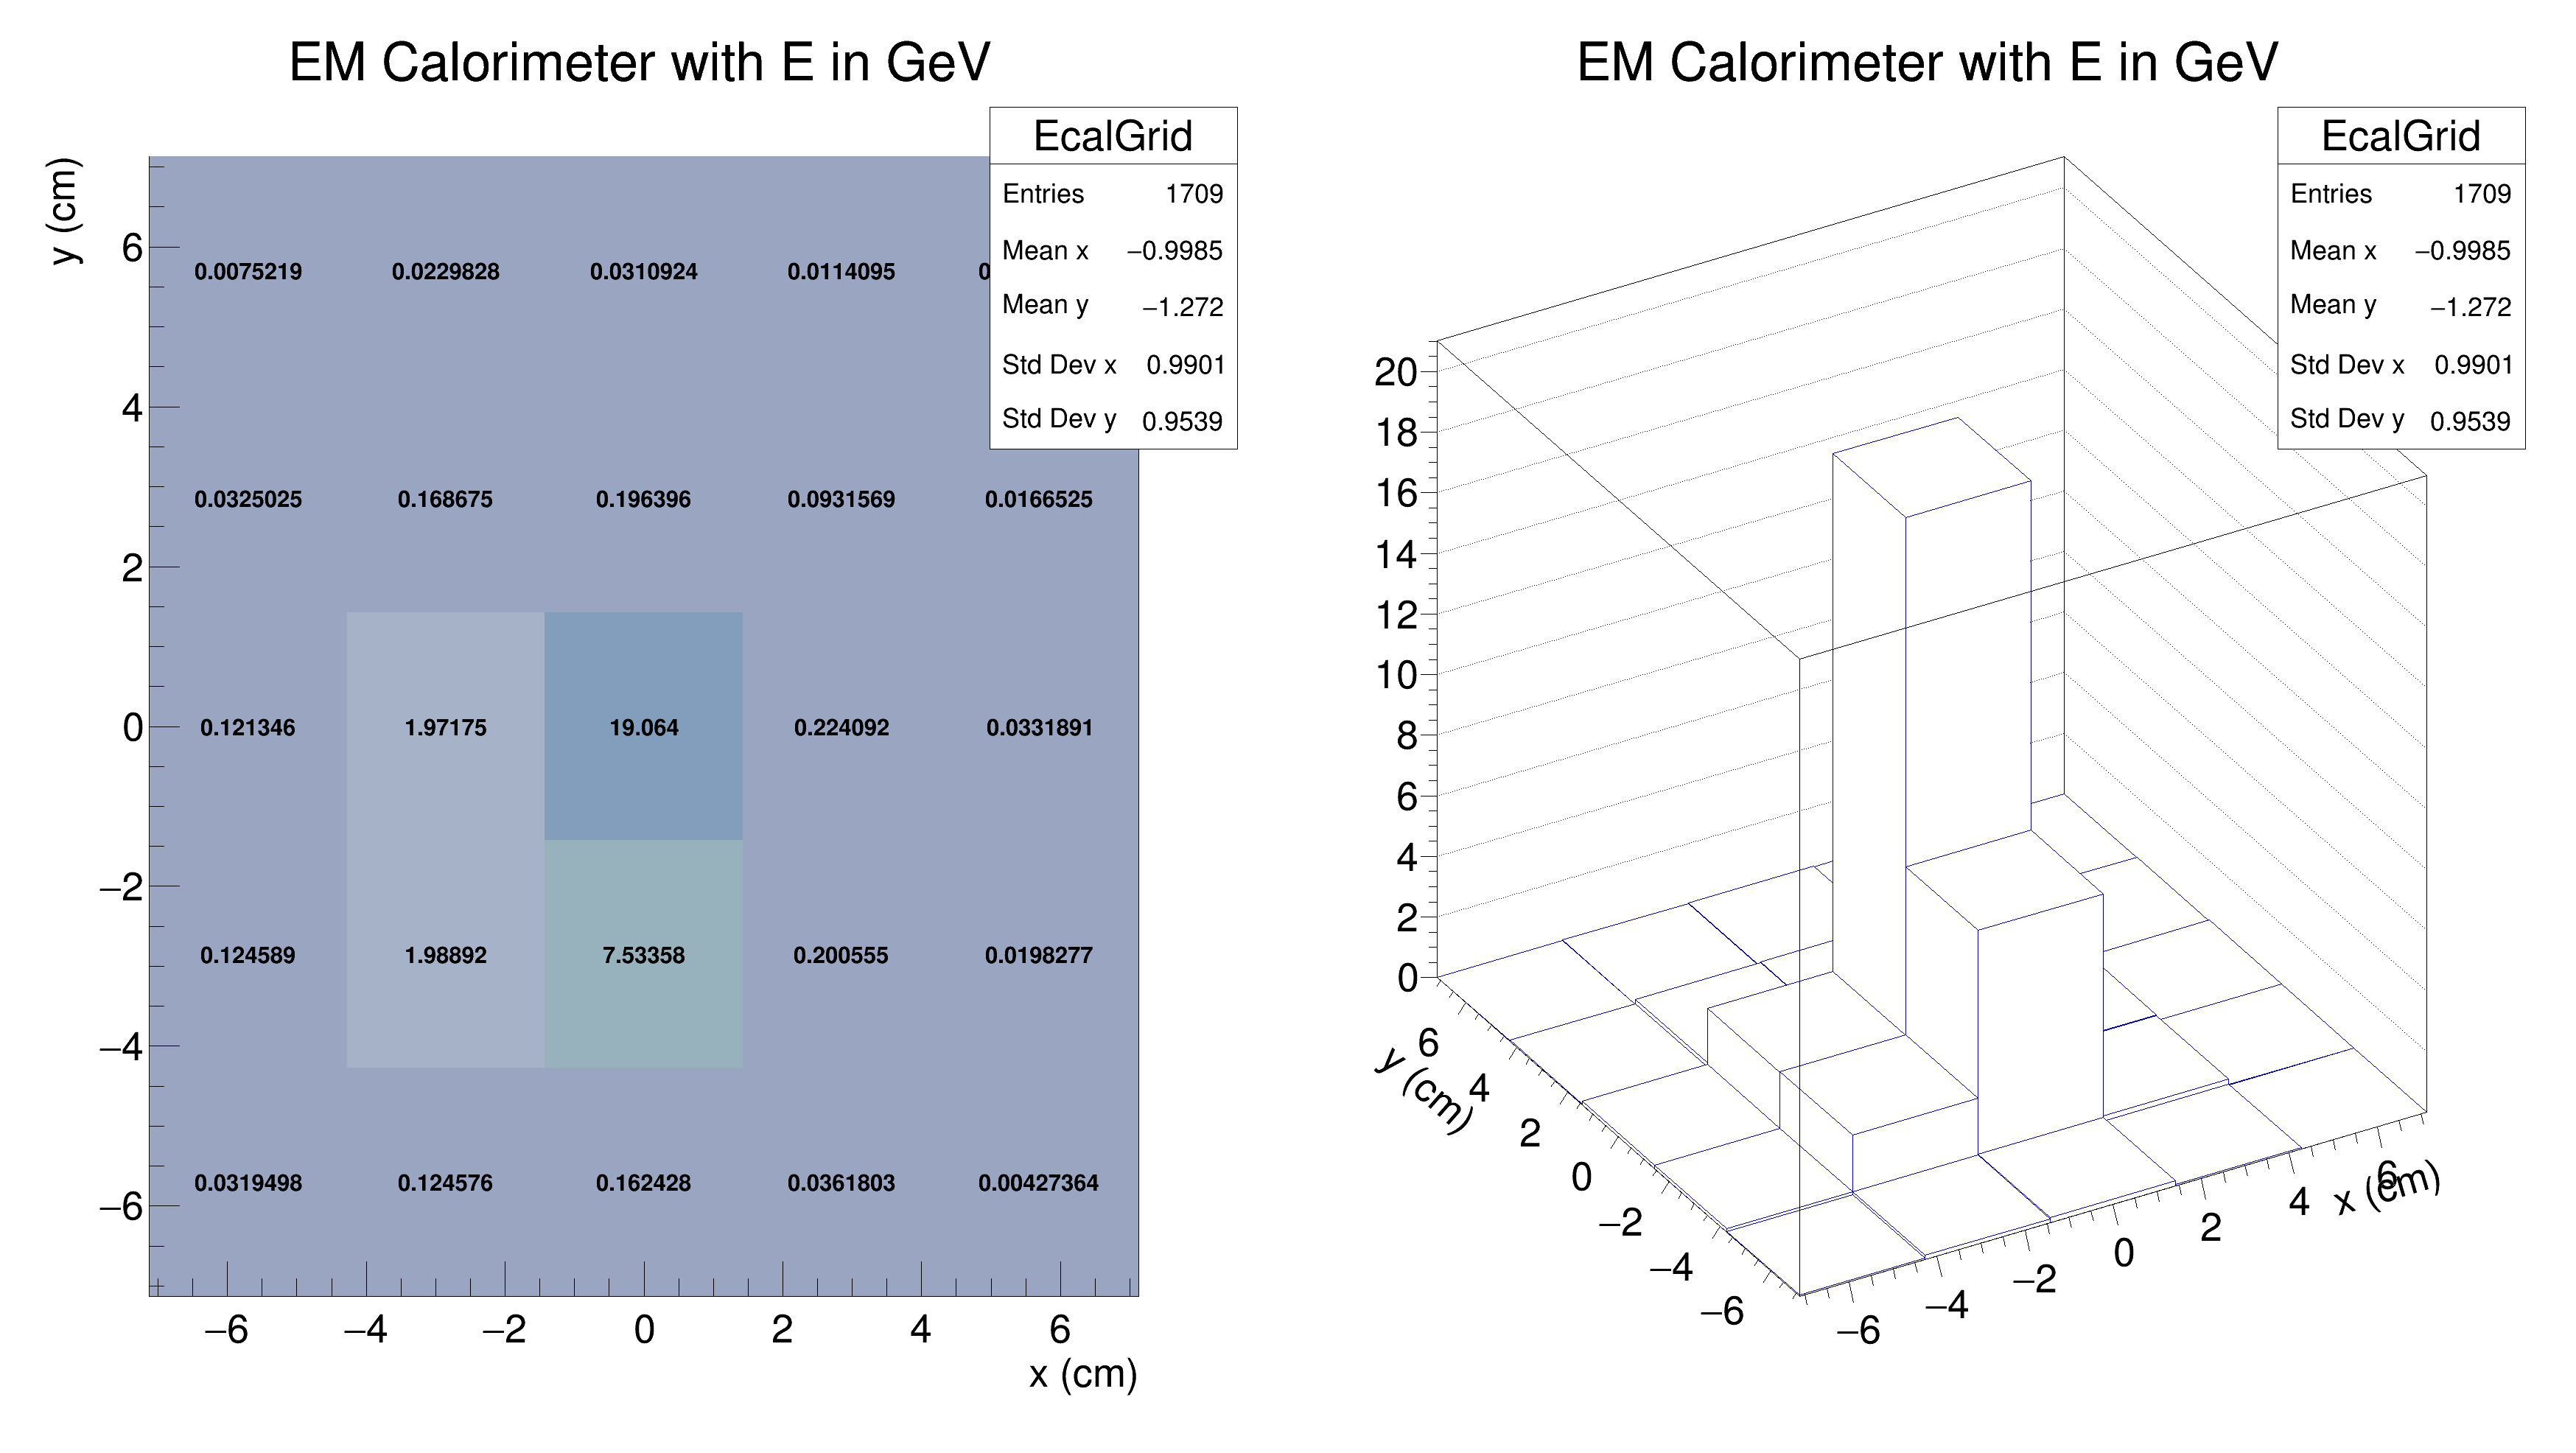 EM Calorimeter with E in GeV
EcalGrid
Entries 1709
Mean x −0.9985
Mean y −1.272
Std Dev x 0.9901
Std Dev y 0.9539
y (cm)
6
4
2
0
−2
−4
−6
0.0075219 0.0229828 0.0310924 0.0114095
0.0325025 0.168675 0.196396 0.0931569 0.0166525
0.121346 1.97175 19.064 0.224092 0.0331891
0.124589 1.98892 7.53358 0.200555 0.0198277
0.0319498 0.124576 0.162428 0.0361803 0.00427364
−6 −4 −2 0 2 4 6
x (cm)
EM Calorimeter with E in GeV
EcalGrid
Entries 1709
Mean x −0.9985
Mean y −1.272
Std Dev x 0.9901
Std Dev y 0.9539
20
18
16
14
12
10
8
6
4
2
0
y (cm)
6
4
2
0
−2
−4
−6
−6 −4 −2 0 2 4 6
x (cm)